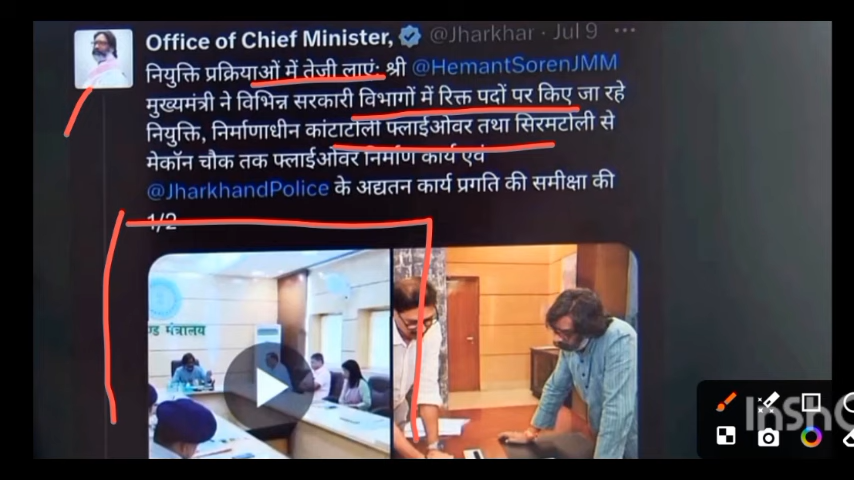 Office of Chief Minister, @Jharkhar · Jul 9
नियुक्ति प्रक्रियाओं में तेजी लाएं: श्री @HemantSorenJMM
मुख्यमंत्री ने विभिन्न सरकारी विभागों में रिक्त पदों पर किए जा रहे
नियुक्ति, निर्माणाधीन कांटाटोली फ्लाईओवर तथा सिरमटोली से
मेकॉन चौक तक फ्लाईओवर निर्माण कार्य एवं
@JharkhandPolice के अद्यतन कार्य प्रगति की समीक्षा की
1/2
ण्ड मंत्रालय